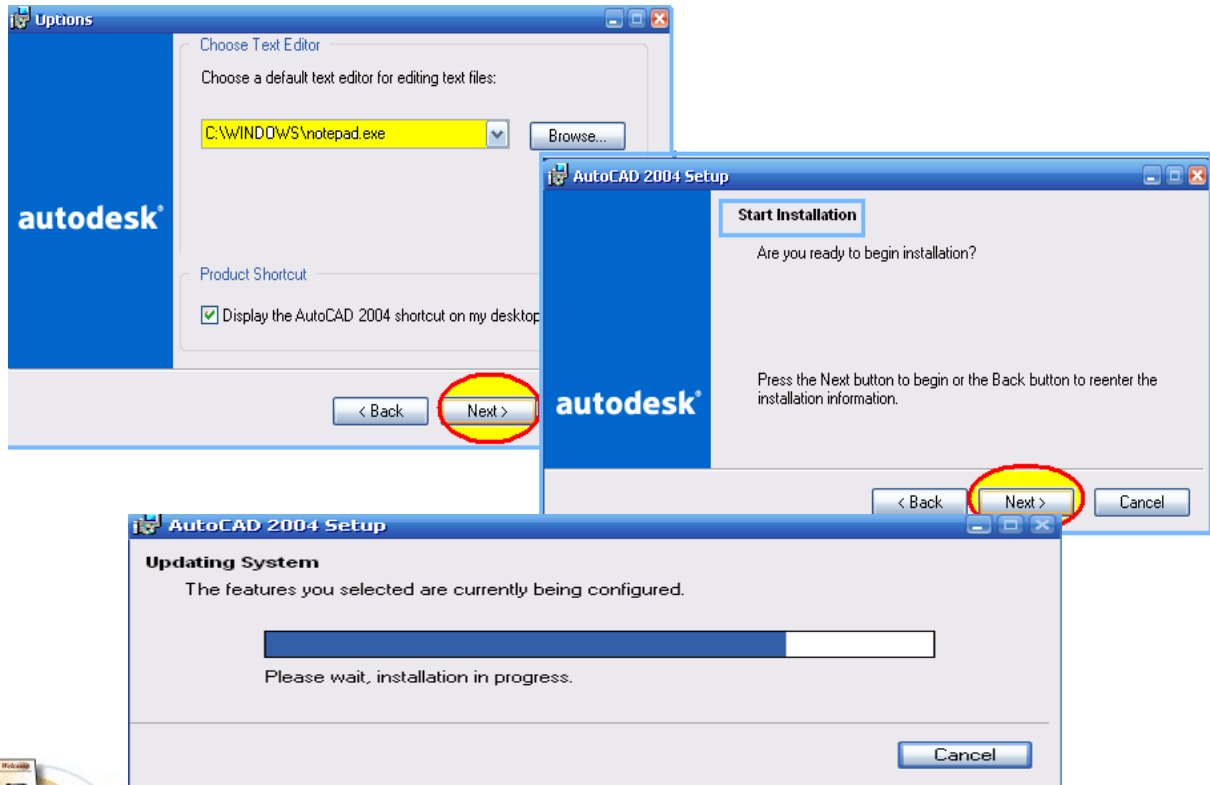 Options
Choose Text Editor
Choose a default text editor for editing text files:
C:\WINDOWS\notepad.exe
Browse...
autodesk®
Product Shortcut
Display the AutoCAD 2004 shortcut on my desktop
< Back
Next >
AutoCAD 2004 Setup
Start Installation
Are you ready to begin installation?
Press the Next button to begin or the Back button to reenter the
installation information.
autodesk®
< Back
Next >
Cancel
AutoCAD 2004 Setup
Updating System
The features you selected are currently being configured.
Please wait, installation in progress.
Cancel
Welcome